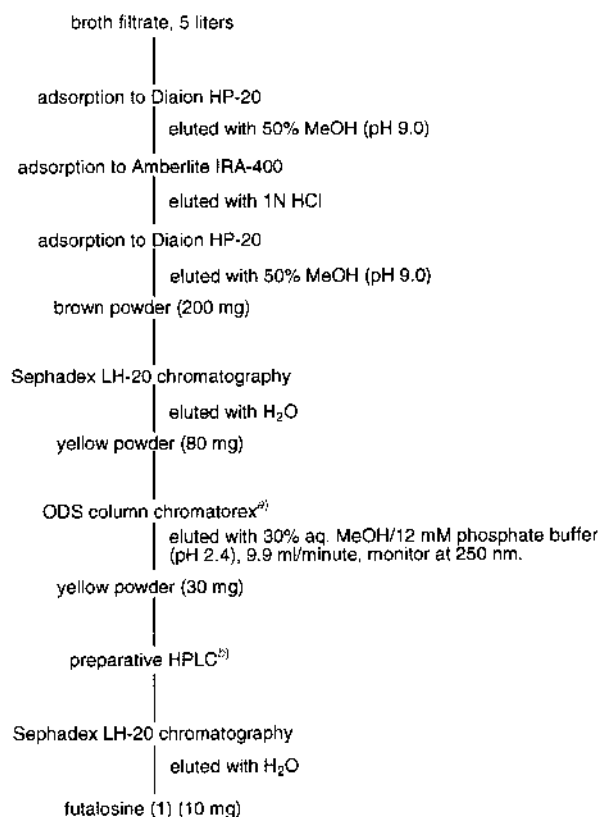 broth filtrate, 5 liters
adsorption to Diaion HP-20
eluted with 50% MeOH (pH 9.0)
adsorption to Amberlite IRA-400
eluted with 1N HCl
adsorption to Diaion HP-20
eluted with 50% MeOH (pH 9.0)
brown powder (200 mg)
Sephadex LH-20 chromatography
eluted with H₂O
yellow powder (80 mg)
ODS column chromatorex^a)
eluted with 30% aq. MeOH/12 mM phosphate buffer
(pH 2.4), 9.9 ml/minute, monitor at 250 nm.
yellow powder (30 mg)
preparative HPLC^b)
Sephadex LH-20 chromatography
eluted with H₂O
futalosine (1) (10 mg)